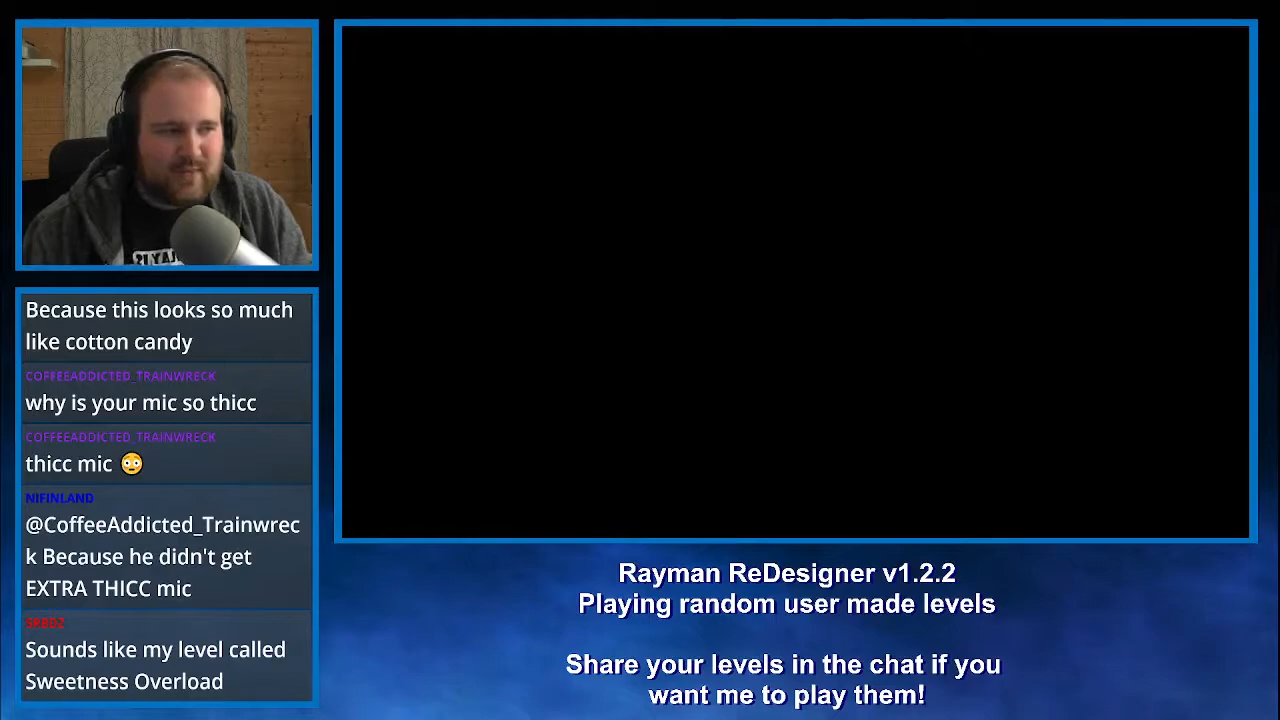 Because this looks so much
like cotton candy
COFFEEADDICTED_TRAINWRECK
why is your mic so thicc
COFFEEADDICTED_TRAINWRECK
thicc mic 😳
NIFINLAND
@CoffeeAddicted_Trainwrec
k Because he didn't get
EXTRA THICC mic
Sounds like my level called
Sweetness Overload
Rayman ReDesigner v1.2.2
Playing random user made levels
Share your levels in the chat if you
want me to play them!